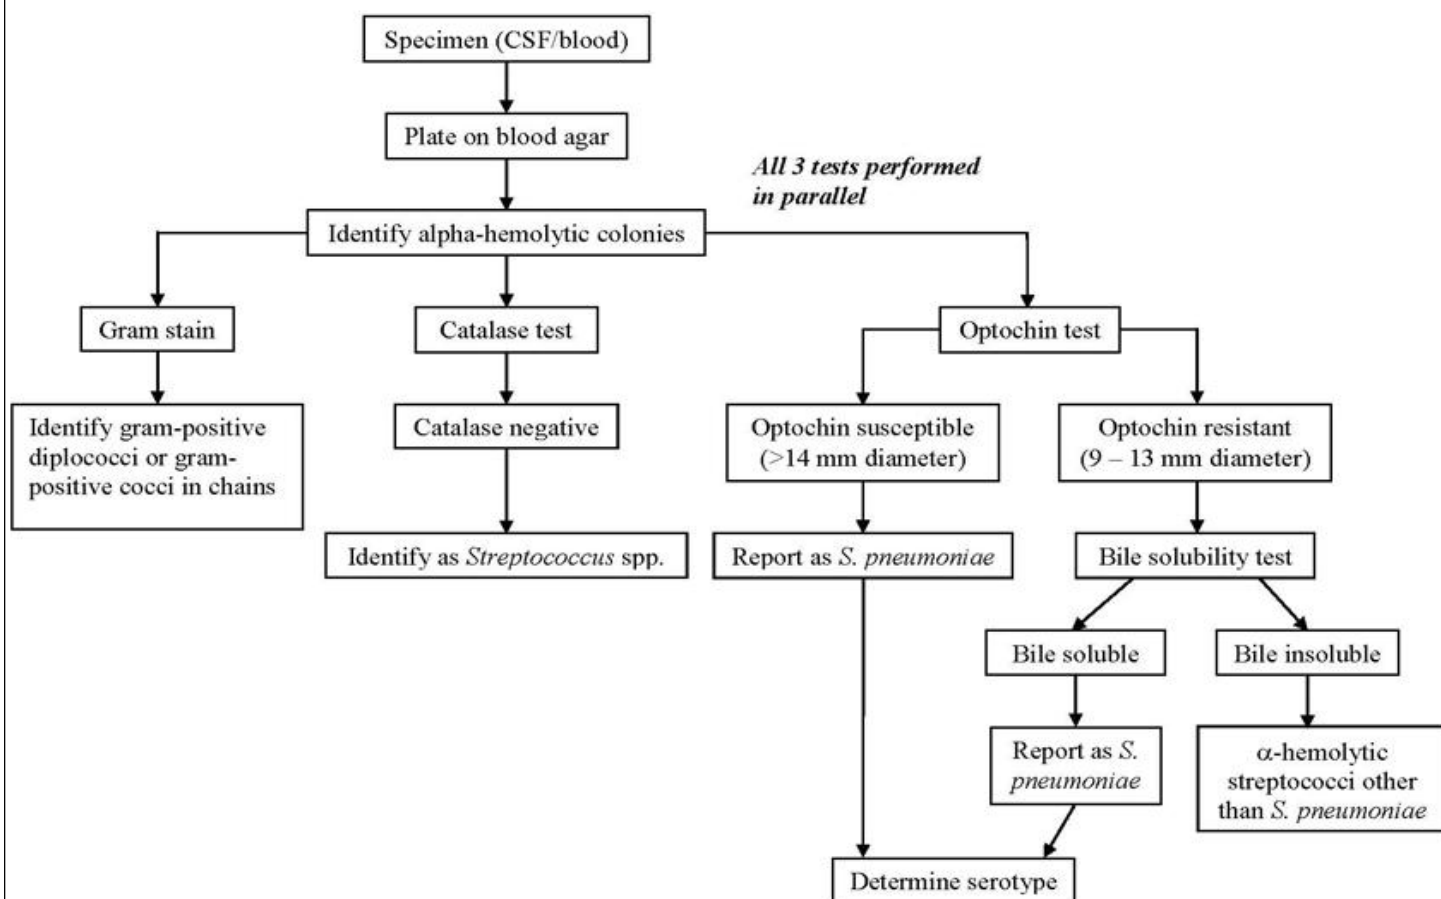 Specimen (CSF/blood)
Plate on blood agar
All 3 tests performed
in parallel
Identify alpha-hemolytic colonies
Gram stain
Catalase test
Optochin test
Identify gram-positive
diplococci or gram-
positive cocci in chains
Catalase negative
Optochin susceptible
(>14 mm diameter)
Optochin resistant
(9 – 13 mm diameter)
Identify as Streptococcus spp.
Report as S. pneumoniae
Bile solubility test
Bile soluble
Bile insoluble
Report as S.
pneumoniae
α-hemolytic
streptococci other
than S. pneumoniae
Determine serotype